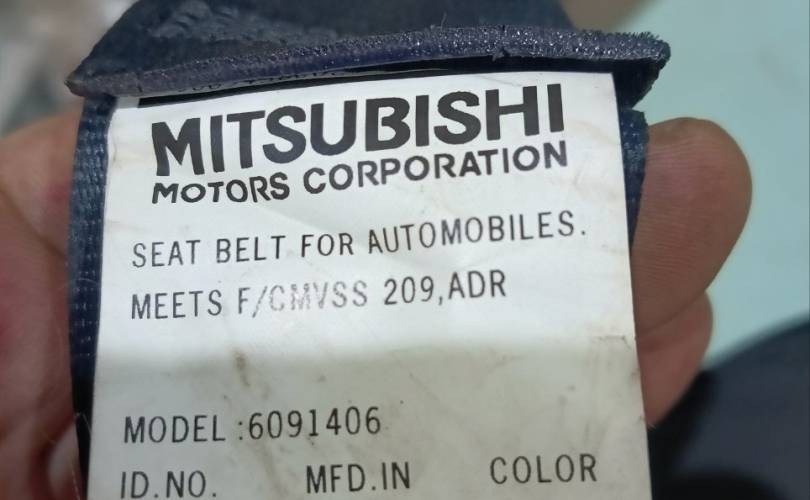 MITSUBISHI
MOTORS CORPORATION
SEAT BELT FOR AUTOMOBILES.
MEETS F/CMVSS 209,ADR
MODEL :6091406
ID.NO. MFD.IN COLOR